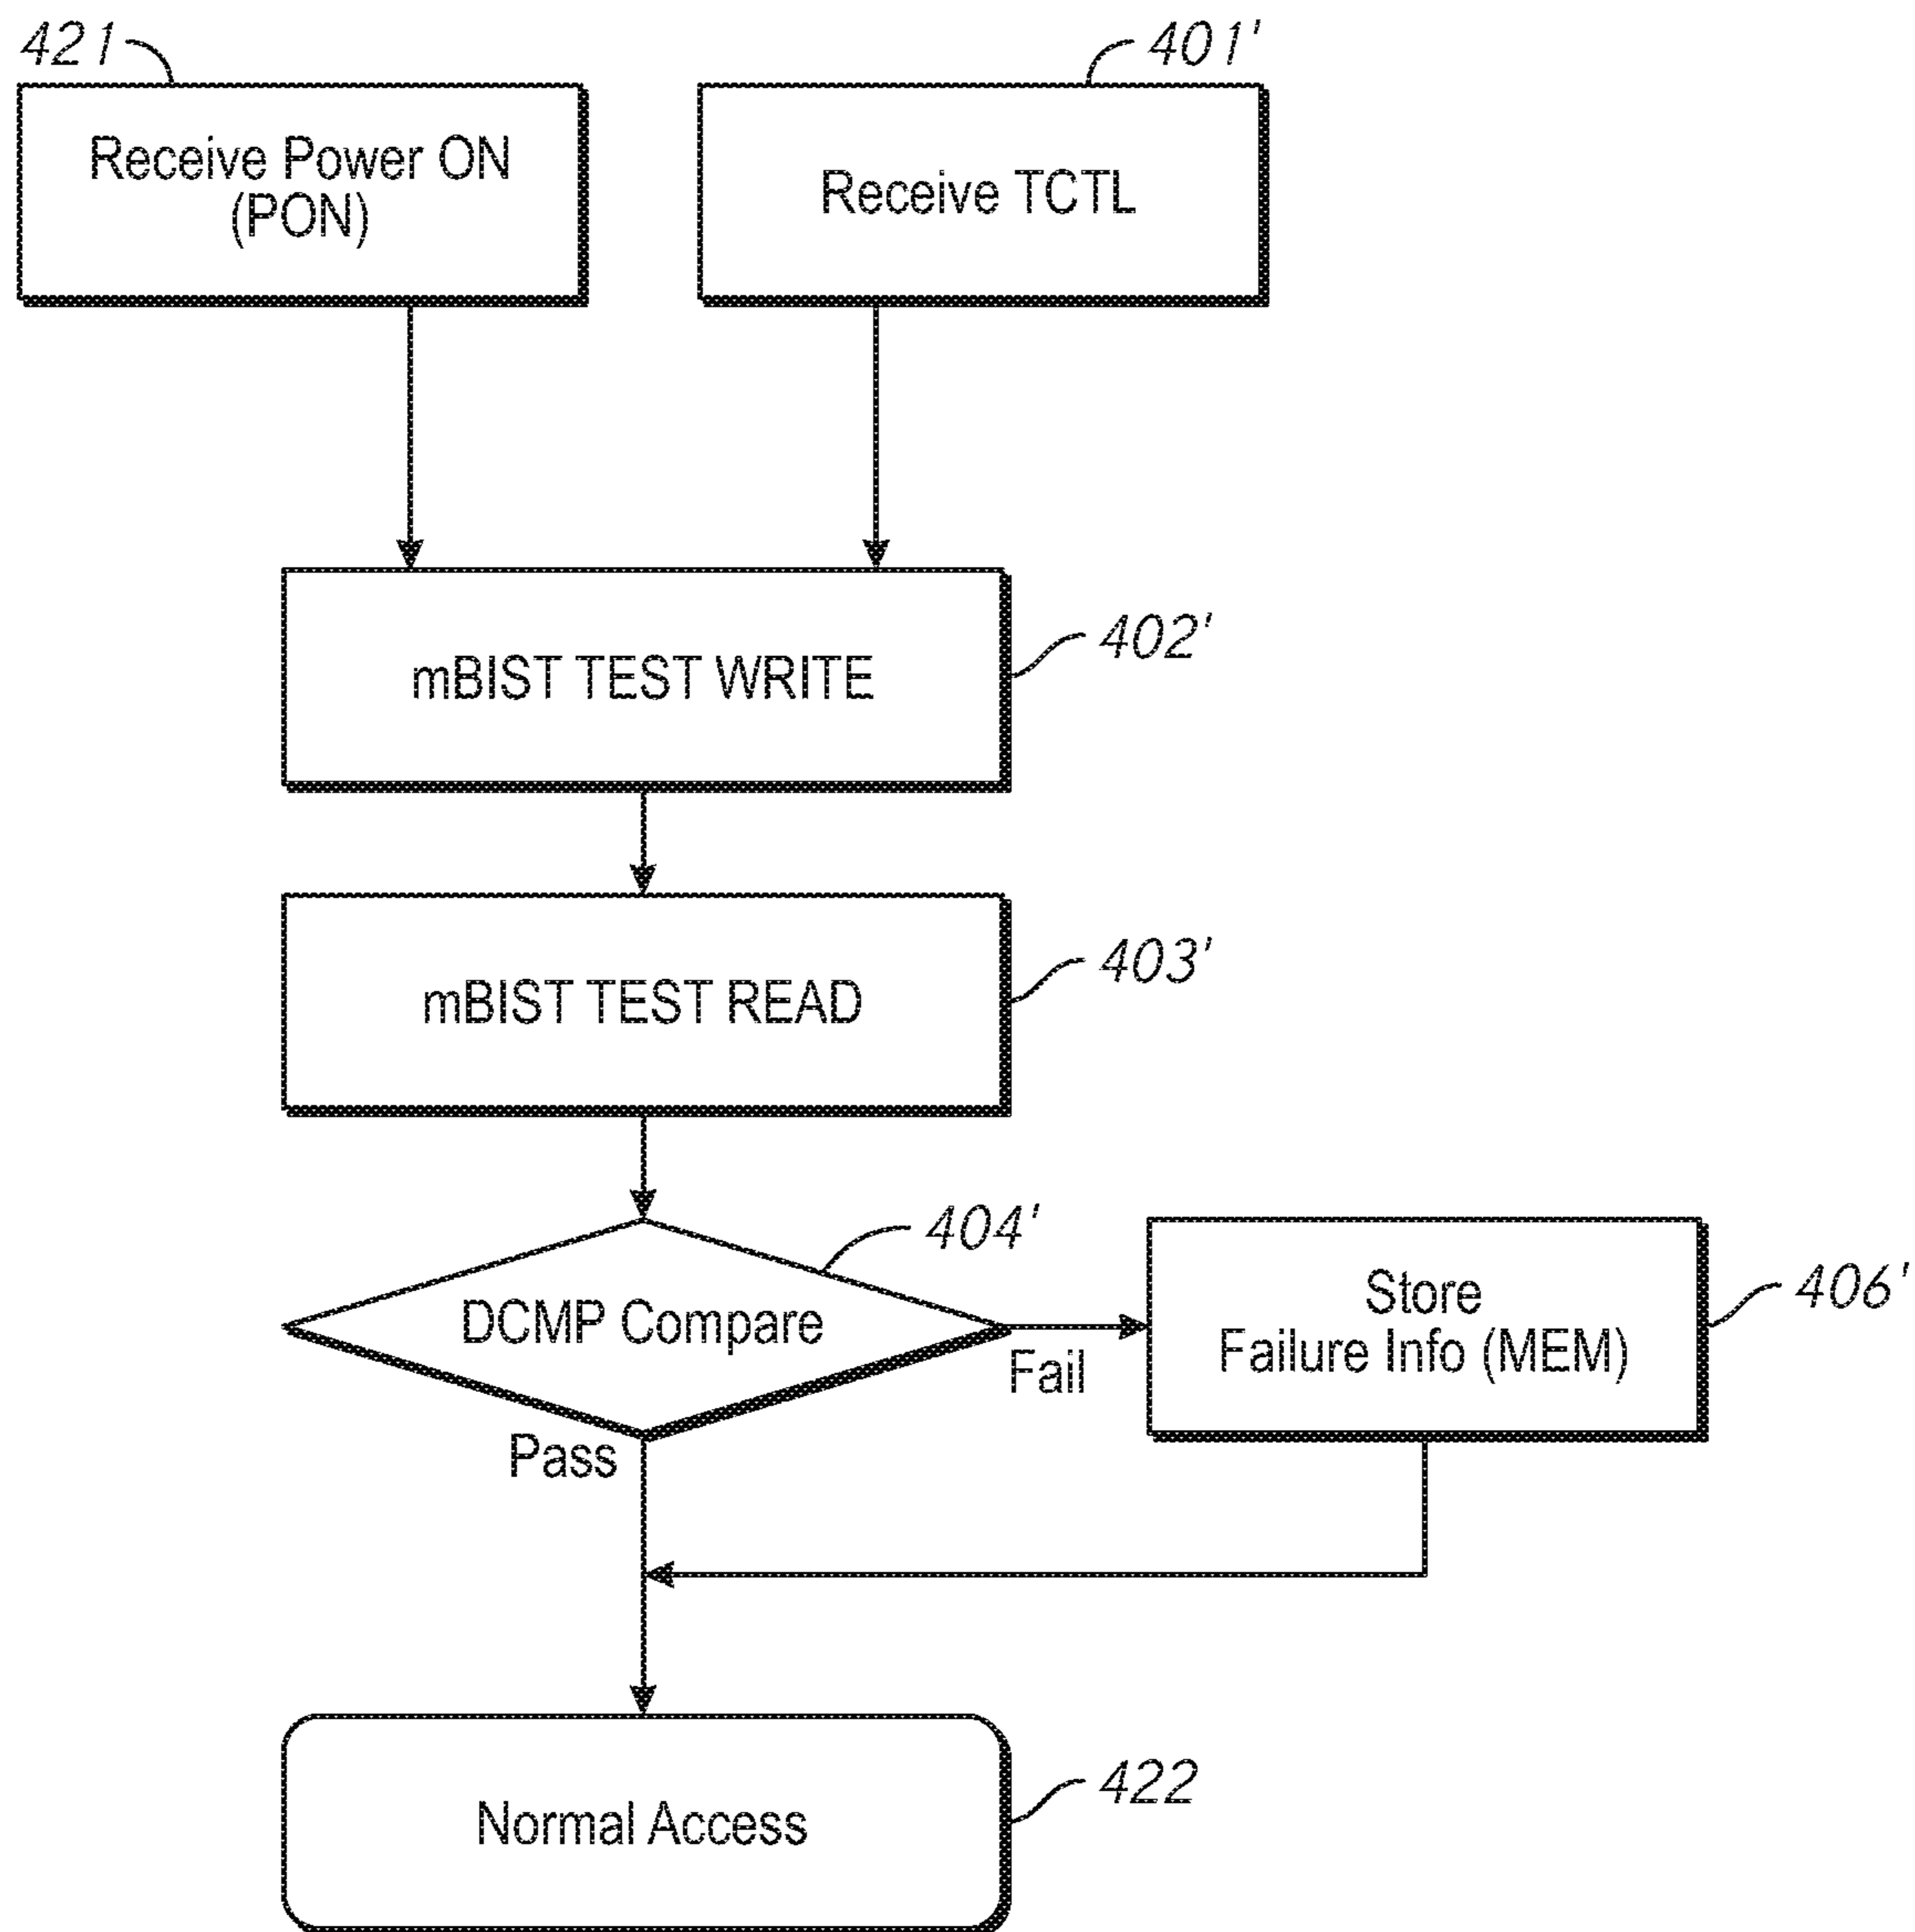 421
401'
Receive Power ON
(PON)
Receive TCTL
402'
mBIST TEST WRITE
403'
mBIST TEST READ
404'
DCMP Compare
Fail
Store
Failure Info (MEM)
406'
Pass
422
Normal Access